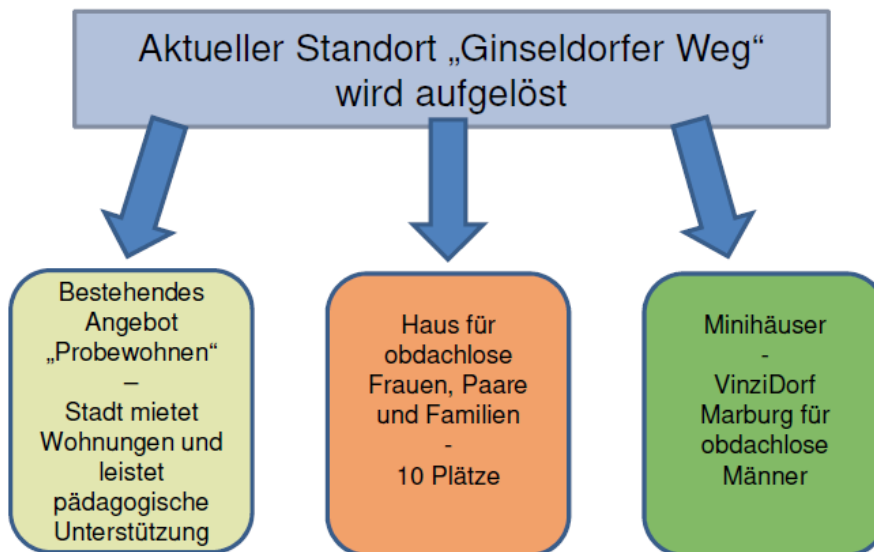 Aktueller Standort „Ginseldorfer Weg“
wird aufgelöst
Bestehendes
Angebot
„Probewohnen“
–
Stadt mietet
Wohnungen und
leistet
pädagogische
Unterstützung
Haus für
obdachlose
Frauen, Paare
und Familien
-
10 Plätze
Minihäuser
-
VinziDorf
Marburg für
obdachlose
Männer